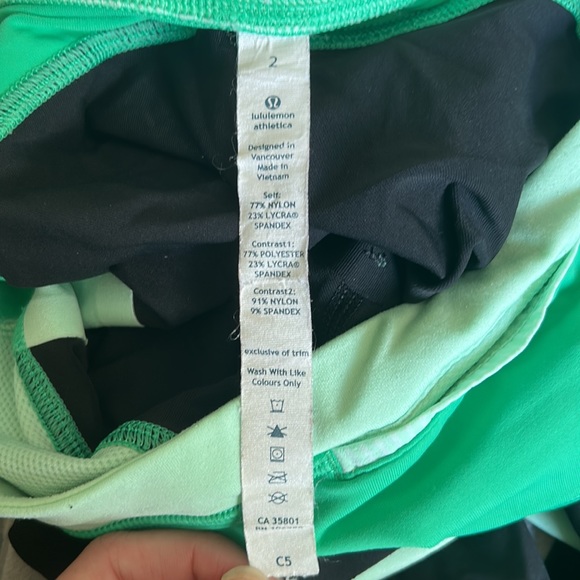 2
lululemon
athletica
Designed in
Vancouver
Made in
Vietnam
Self:
77% NYLON
23% LYCRA®
SPANDEX
Contrast1:
77% POLYESTER
23% LYCRA®
SPANDEX
Contrast2:
91% NYLON
9% SPANDEX
exclusive of trim
Wash With Like
Colours Only
CA 35801
C5